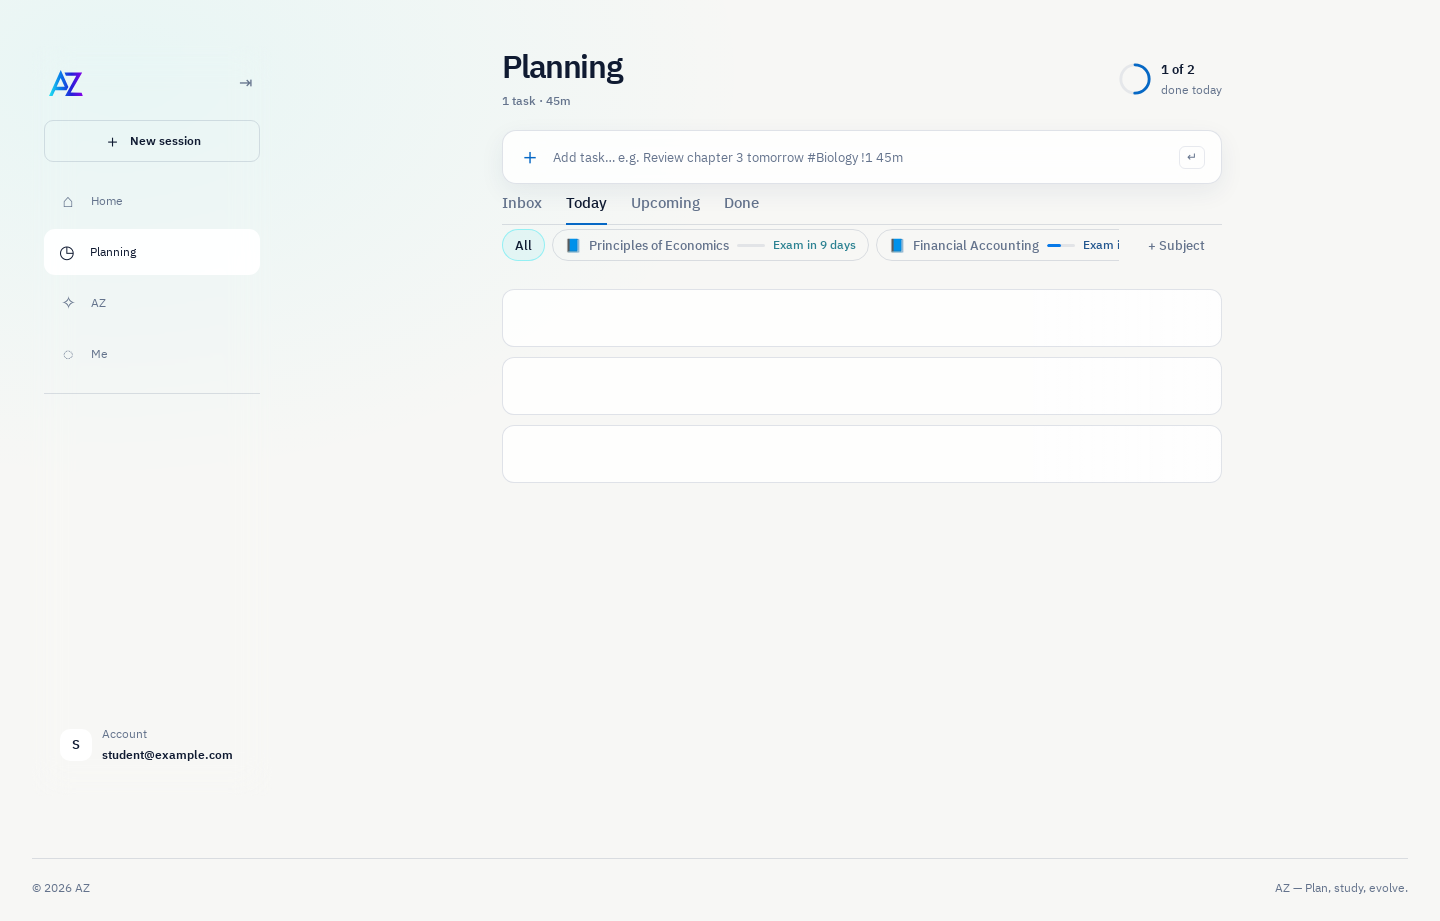 AZ
New session
Home
Planning
AZ
Me
Account
S
student@example.com
Planning
1 task · 45m
1 of 2
done today
Add task… e.g. Review chapter 3 tomorrow #Biology !1 45m
Inbox Today Upcoming Done
All Principles of Economics Exam in 9 days Financial Accounting Exam i + Subject
© 2026 AZ
AZ — Plan, study, evolve.